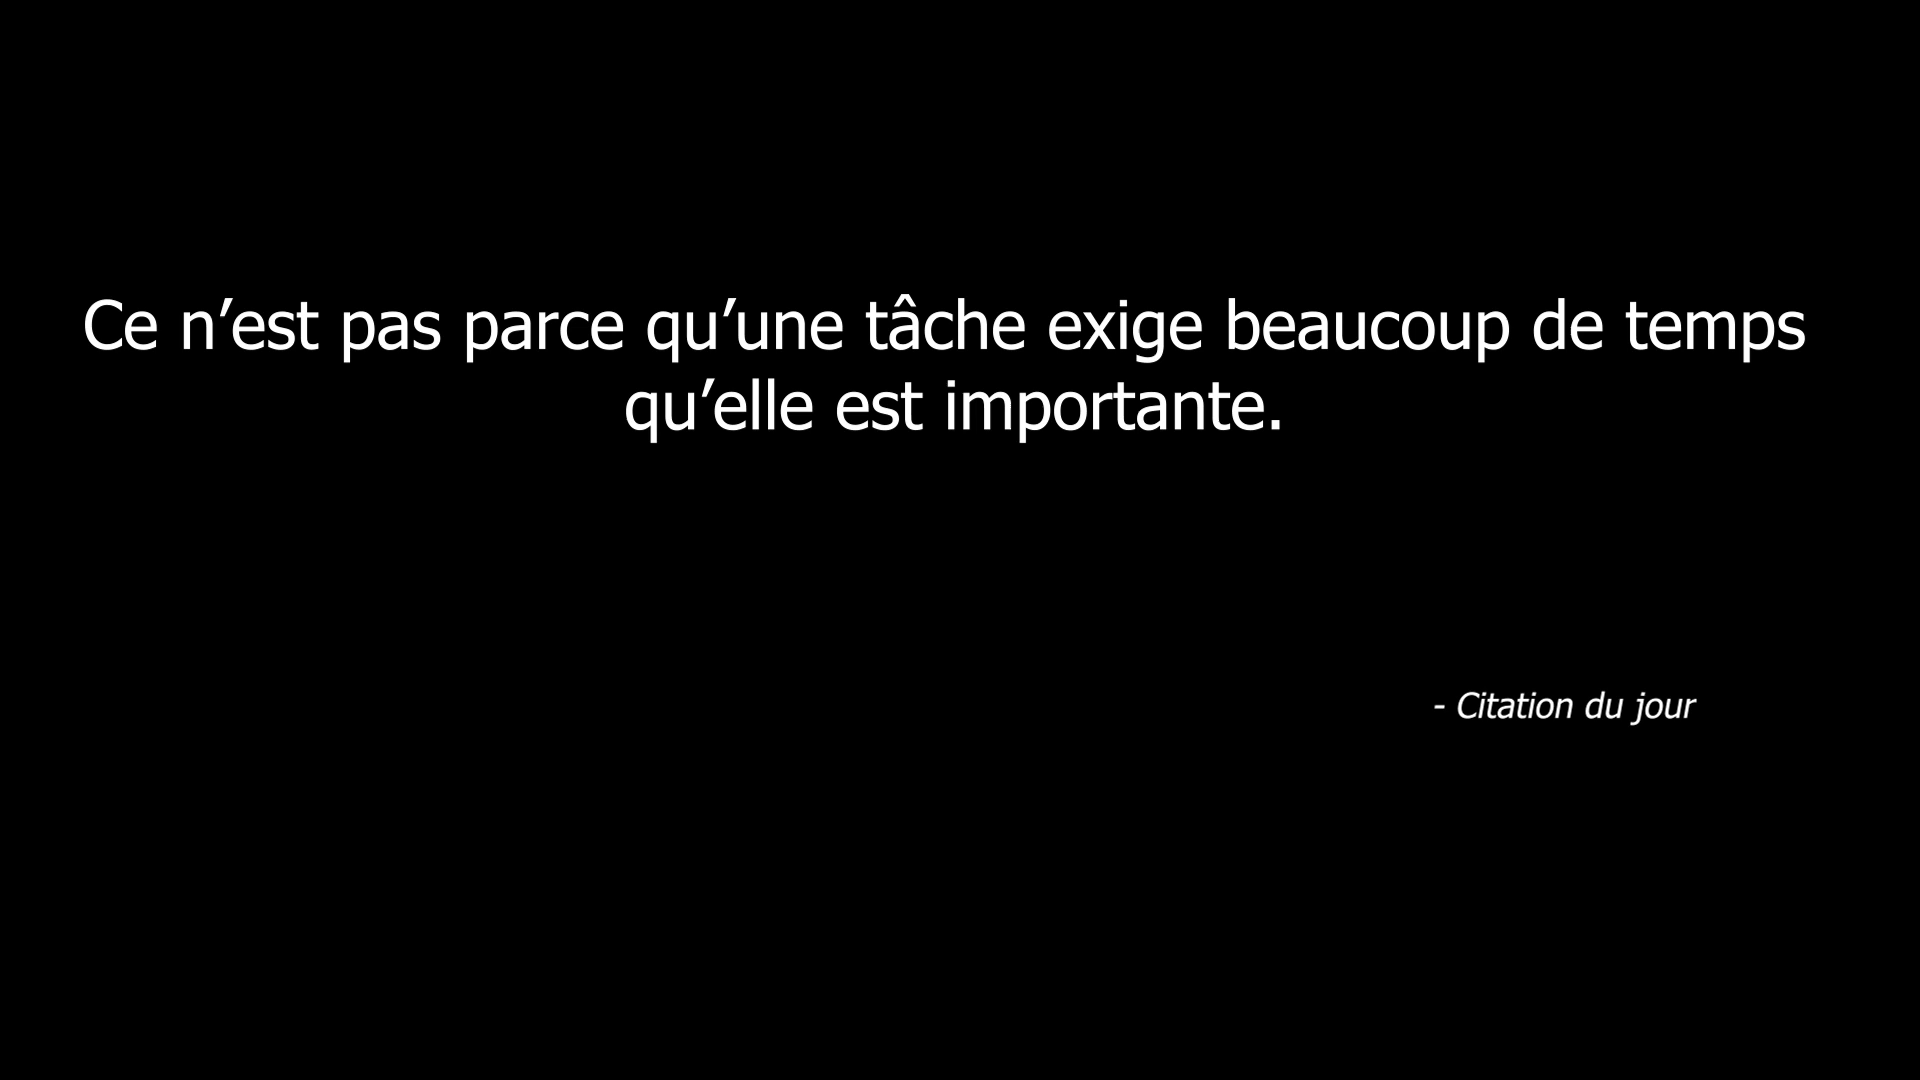 Ce n’est pas parce qu’une tâche exige beaucoup de temps
qu’elle est importante.
- Citation du jour